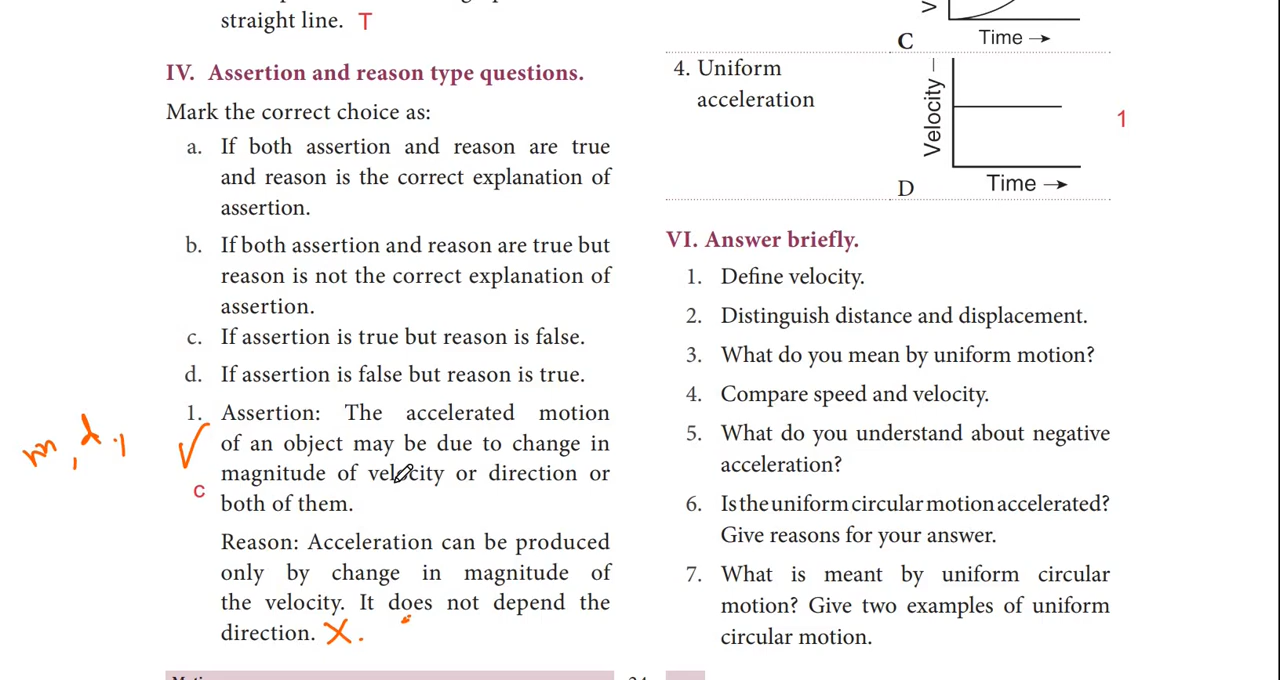 straight line. T
IV. Assertion and reason type questions.
Mark the correct choice as:
a. If both assertion and reason are true
and reason is the correct explanation of
assertion.
b. If both assertion and reason are true but
reason is not the correct explanation of
assertion.
c. If assertion is true but reason is false.
d. If assertion is false but reason is true.
1. Assertion: The accelerated motion
of an object may be due to change in
magnitude of velocity or direction or
c both of them.
m, d,
Reason: Acceleration can be produced
only by change in magnitude of
the velocity. It does not depend the
direction. X.
Time →
C
4. Uniform
acceleration
Velocity
1
Time →
D
VI. Answer briefly.
1. Define velocity.
2. Distinguish distance and displacement.
3. What do you mean by uniform motion?
4. Compare speed and velocity.
5. What do you understand about negative
acceleration?
6. Is the uniform circular motion accelerated?
Give reasons for your answer.
7. What is meant by uniform circular
motion? Give two examples of uniform
circular motion.